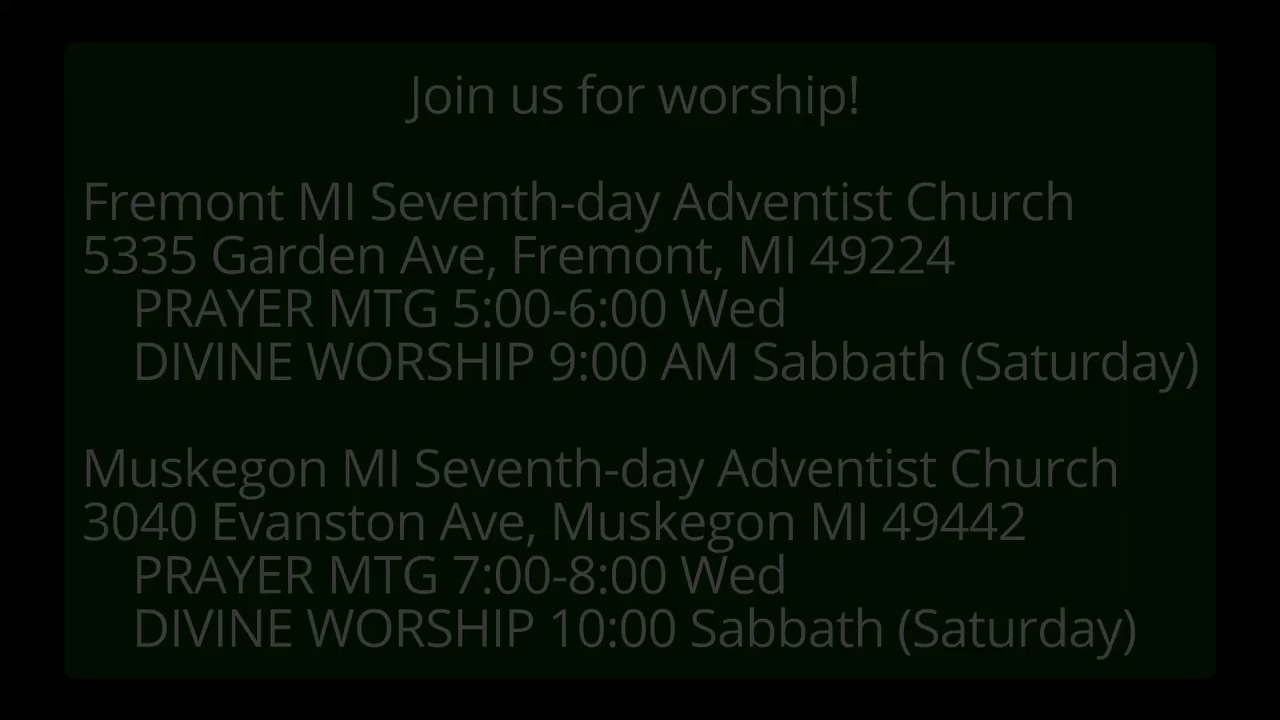 Join us for worship!
Fremont MI Seventh-day Adventist Church
5335 Garden Ave, Fremont, MI 49224
PRAYER MTG 5:00-6:00 Wed
DIVINE WORSHIP 9:00 AM Sabbath (Saturday)
Muskegon MI Seventh-day Adventist Church
3040 Evanston Ave, Muskegon MI 49442
PRAYER MTG 7:00-8:00 Wed
DIVINE WORSHIP 10:00 Sabbath (Saturday)